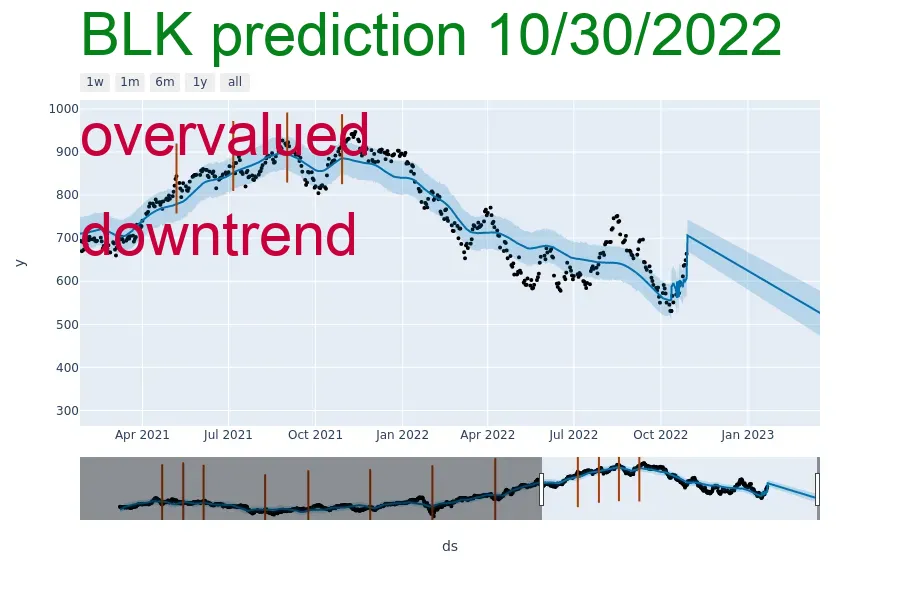 BLK prediction 10/30/2022
1w 1m 6m 1y all
1000
overvalued
900
800
downtrend
700
y
600
500
400
300
Apr 2021 Jul 2021 Oct 2021 Jan 2022 Apr 2022 Jul 2022 Oct 2022 Jan 2023
ds